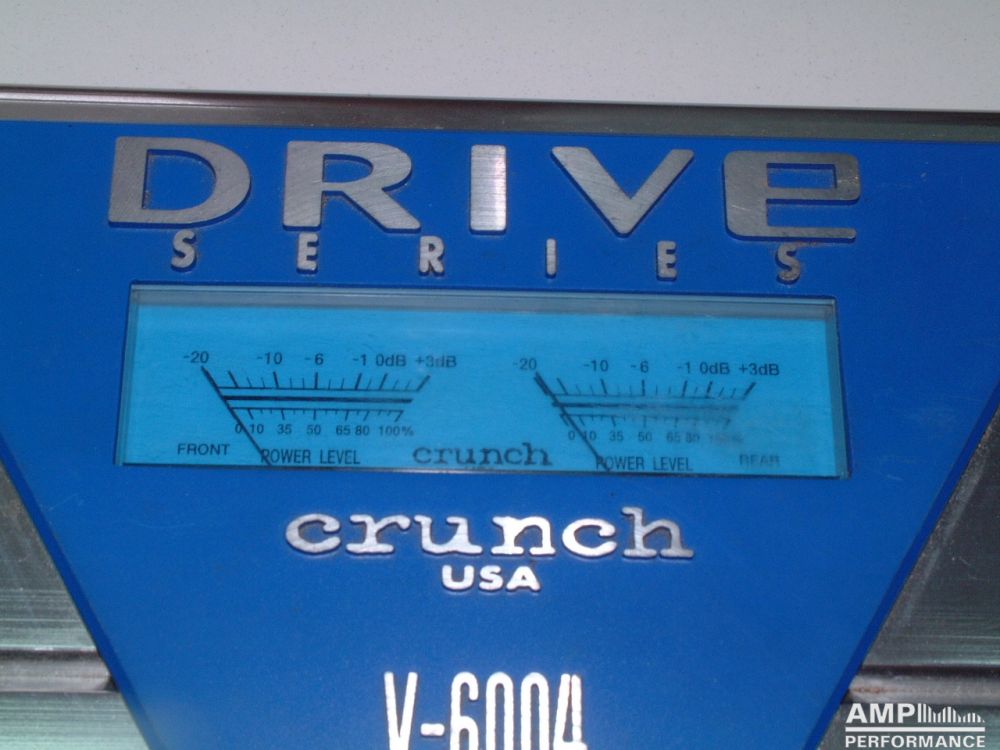 DRIVE
SERIES
-20 -10 -6 -1 0dB +3dB -20 -10 -6 -1 0dB +3dB
0 10 35 50 65 80 100% 0 10 35 50 65 80 100%
FRONT POWER LEVEL crunch POWER LEVEL REAR
crunch
USA
V-6004
AMP
PERFORMANCE